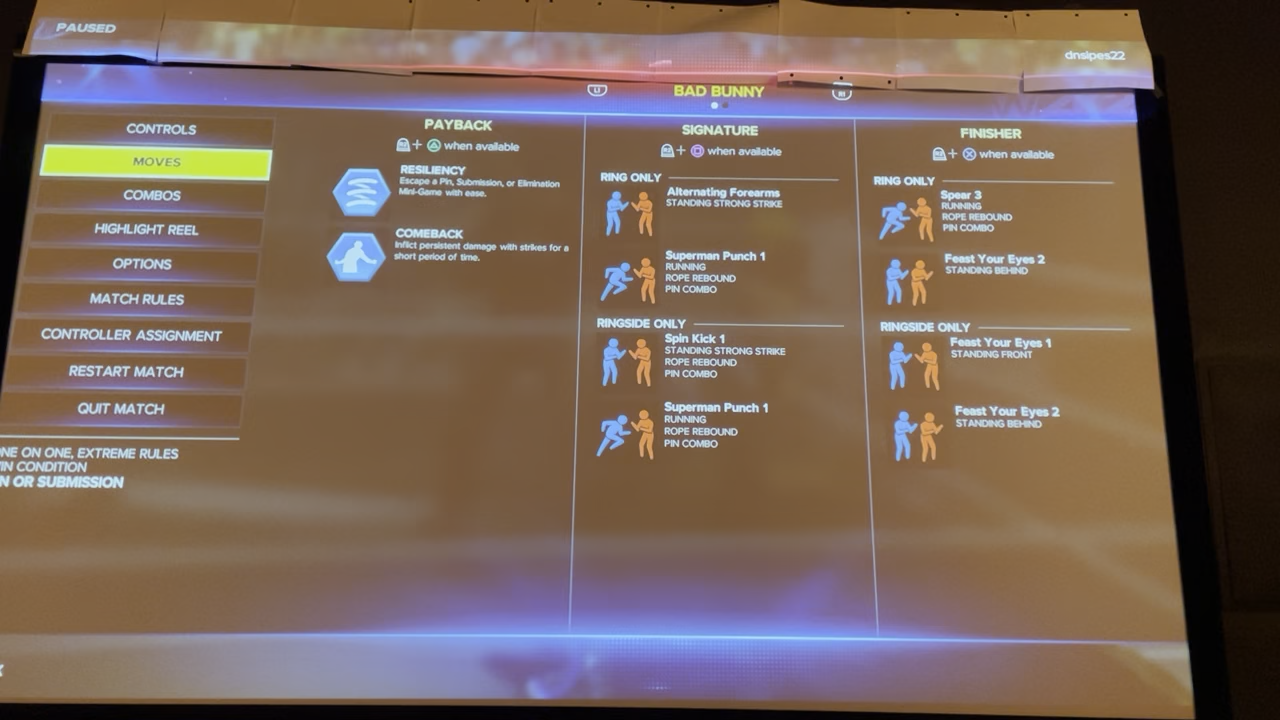 PAUSED
dnsipes22
L1
BAD BUNNY
R1
CONTROLS
MOVES
COMBOS
HIGHLIGHT REEL
OPTIONS
MATCH RULES
CONTROLLER ASSIGNMENT
RESTART MATCH
QUIT MATCH
NE ON ONE, EXTREME RULES
IN CONDITION
N OR SUBMISSION
PAYBACK
R2 + when available
RESILIENCY
Escape a Pin, Submission, or Elimination
Mini-Game with ease.
COMEBACK
Inflict persistent damage with strikes for a
short period of time.
SIGNATURE
R2 + when available
RING ONLY
Alternating Forearms
STANDING STRONG STRIKE
Superman Punch 1
RUNNING
ROPE REBOUND
PIN COMBO
RINGSIDE ONLY
Spin Kick 1
STANDING STRONG STRIKE
ROPE REBOUND
PIN COMBO
Superman Punch 1
RUNNING
ROPE REBOUND
PIN COMBO
FINISHER
R2 + when available
RING ONLY
Spear 3
RUNNING
ROPE REBOUND
PIN COMBO
Feast Your Eyes 2
STANDING BEHIND
RINGSIDE ONLY
Feast Your Eyes 1
STANDING FRONT
Feast Your Eyes 2
STANDING BEHIND